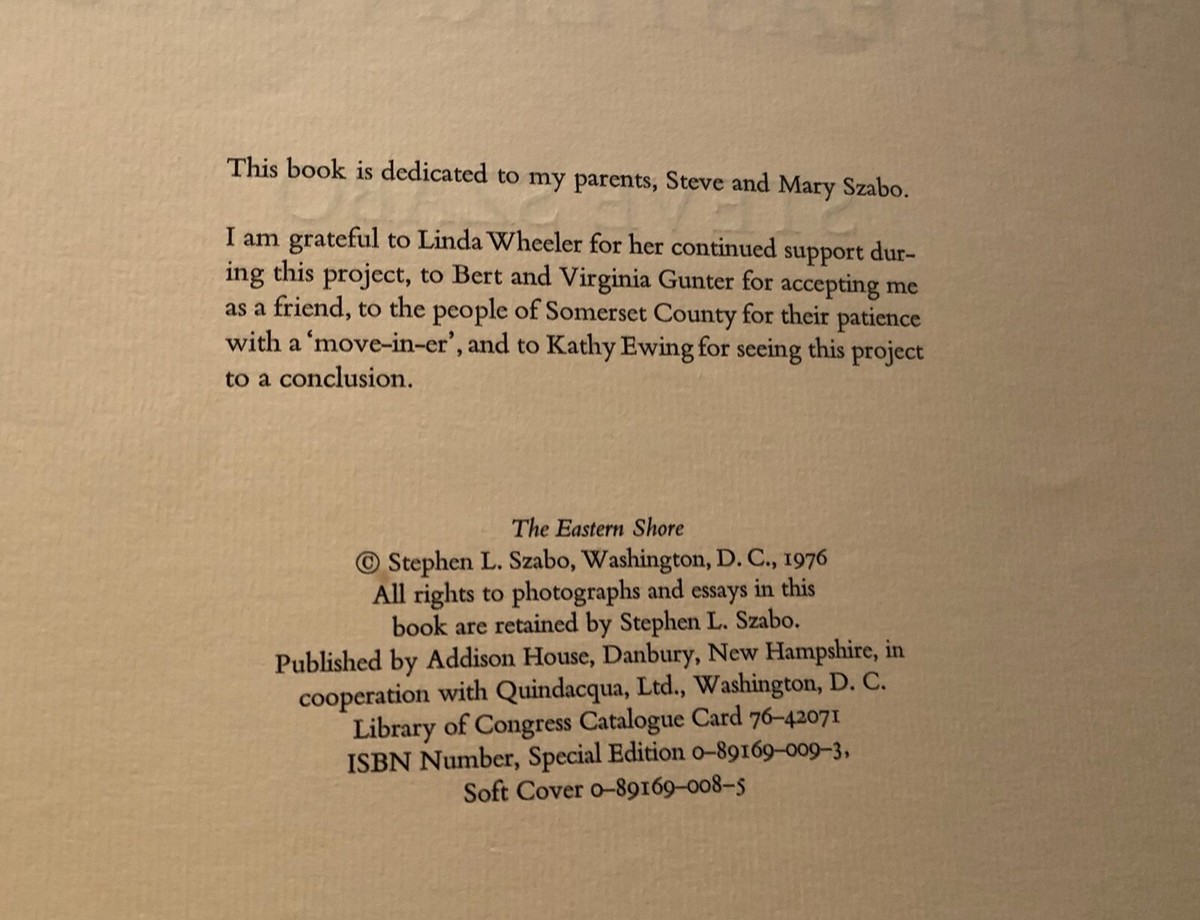 This book is dedicated to my parents, Steve and Mary Szabo.
I am grateful to Linda Wheeler for her continued support dur-
ing this project, to Bert and Virginia Gunter for accepting me
as a friend, to the people of Somerset County for their patience
with a ‘move-in-er’, and to Kathy Ewing for seeing this project
to a conclusion.
The Eastern Shore
© Stephen L. Szabo, Washington, D. C., 1976
All rights to photographs and essays in this
book are retained by Stephen L. Szabo.
Published by Addison House, Danbury, New Hampshire, in
cooperation with Quindacqua, Ltd., Washington, D. C.
Library of Congress Catalogue Card 76–42071
ISBN Number, Special Edition 0–89169–009–3,
Soft Cover 0–89169–008–5